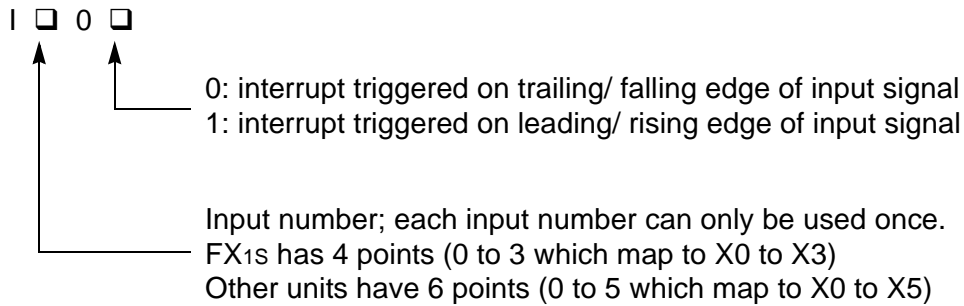 I ❑ 0 ❑
0: interrupt triggered on trailing/ falling edge of input signal
1: interrupt triggered on leading/ rising edge of input signal
Input number; each input number can only be used once.
FX1S has 4 points (0 to 3 which map to X0 to X3)
Other units have 6 points (0 to 5 which map to X0 to X5)